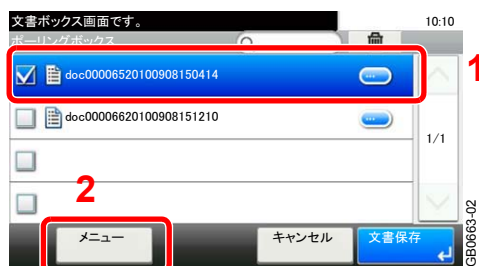 文書ボックス画面です。
10:10
ポーリングボックス
1
doc00006520100908150414
doc00006620100908151210
1/1
2
メニュー
キャンセル
文書保存
GB0663-02